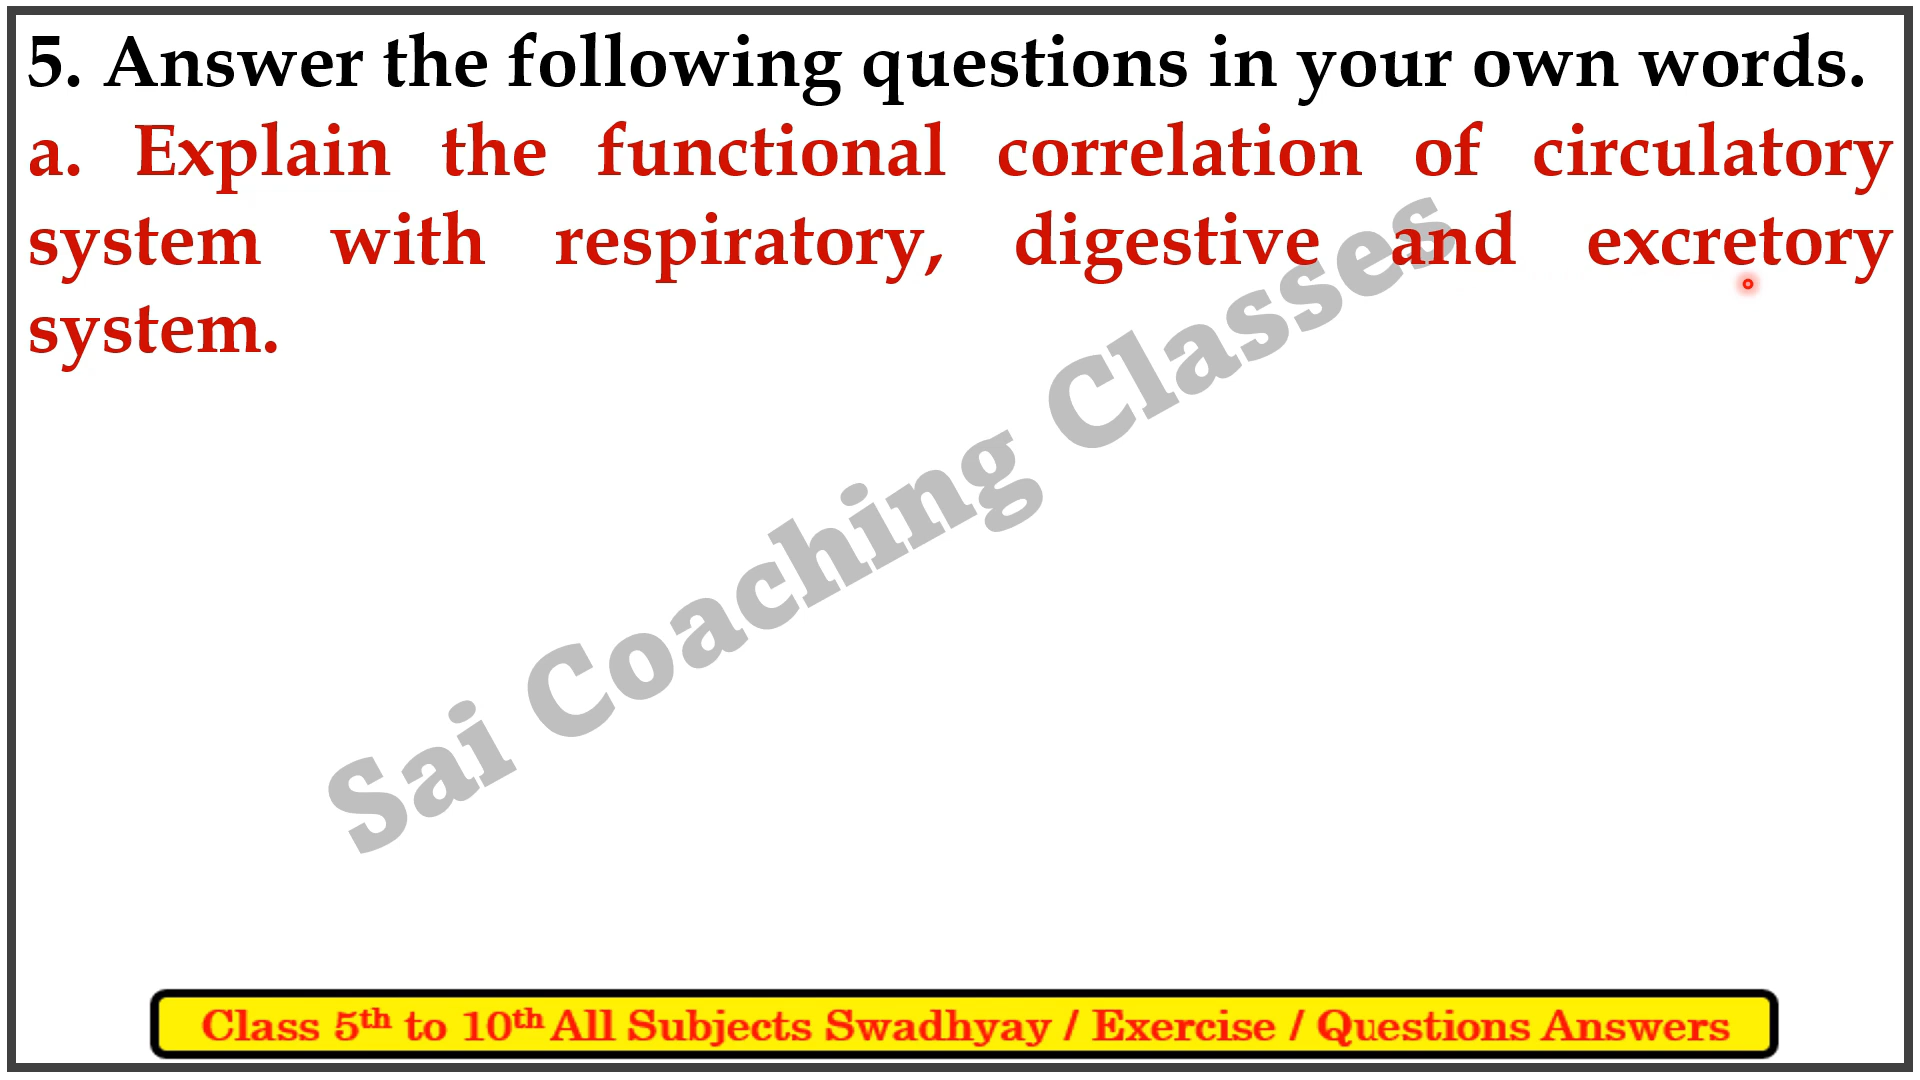 5. Answer the following questions in your own words.
a. Explain the functional correlation of circulatory
system with respiratory, digestive and excretory
system.
Sai Coaching Classes
Class 5th to 10th All Subjects Swadhyay / Exercise / Questions Answers